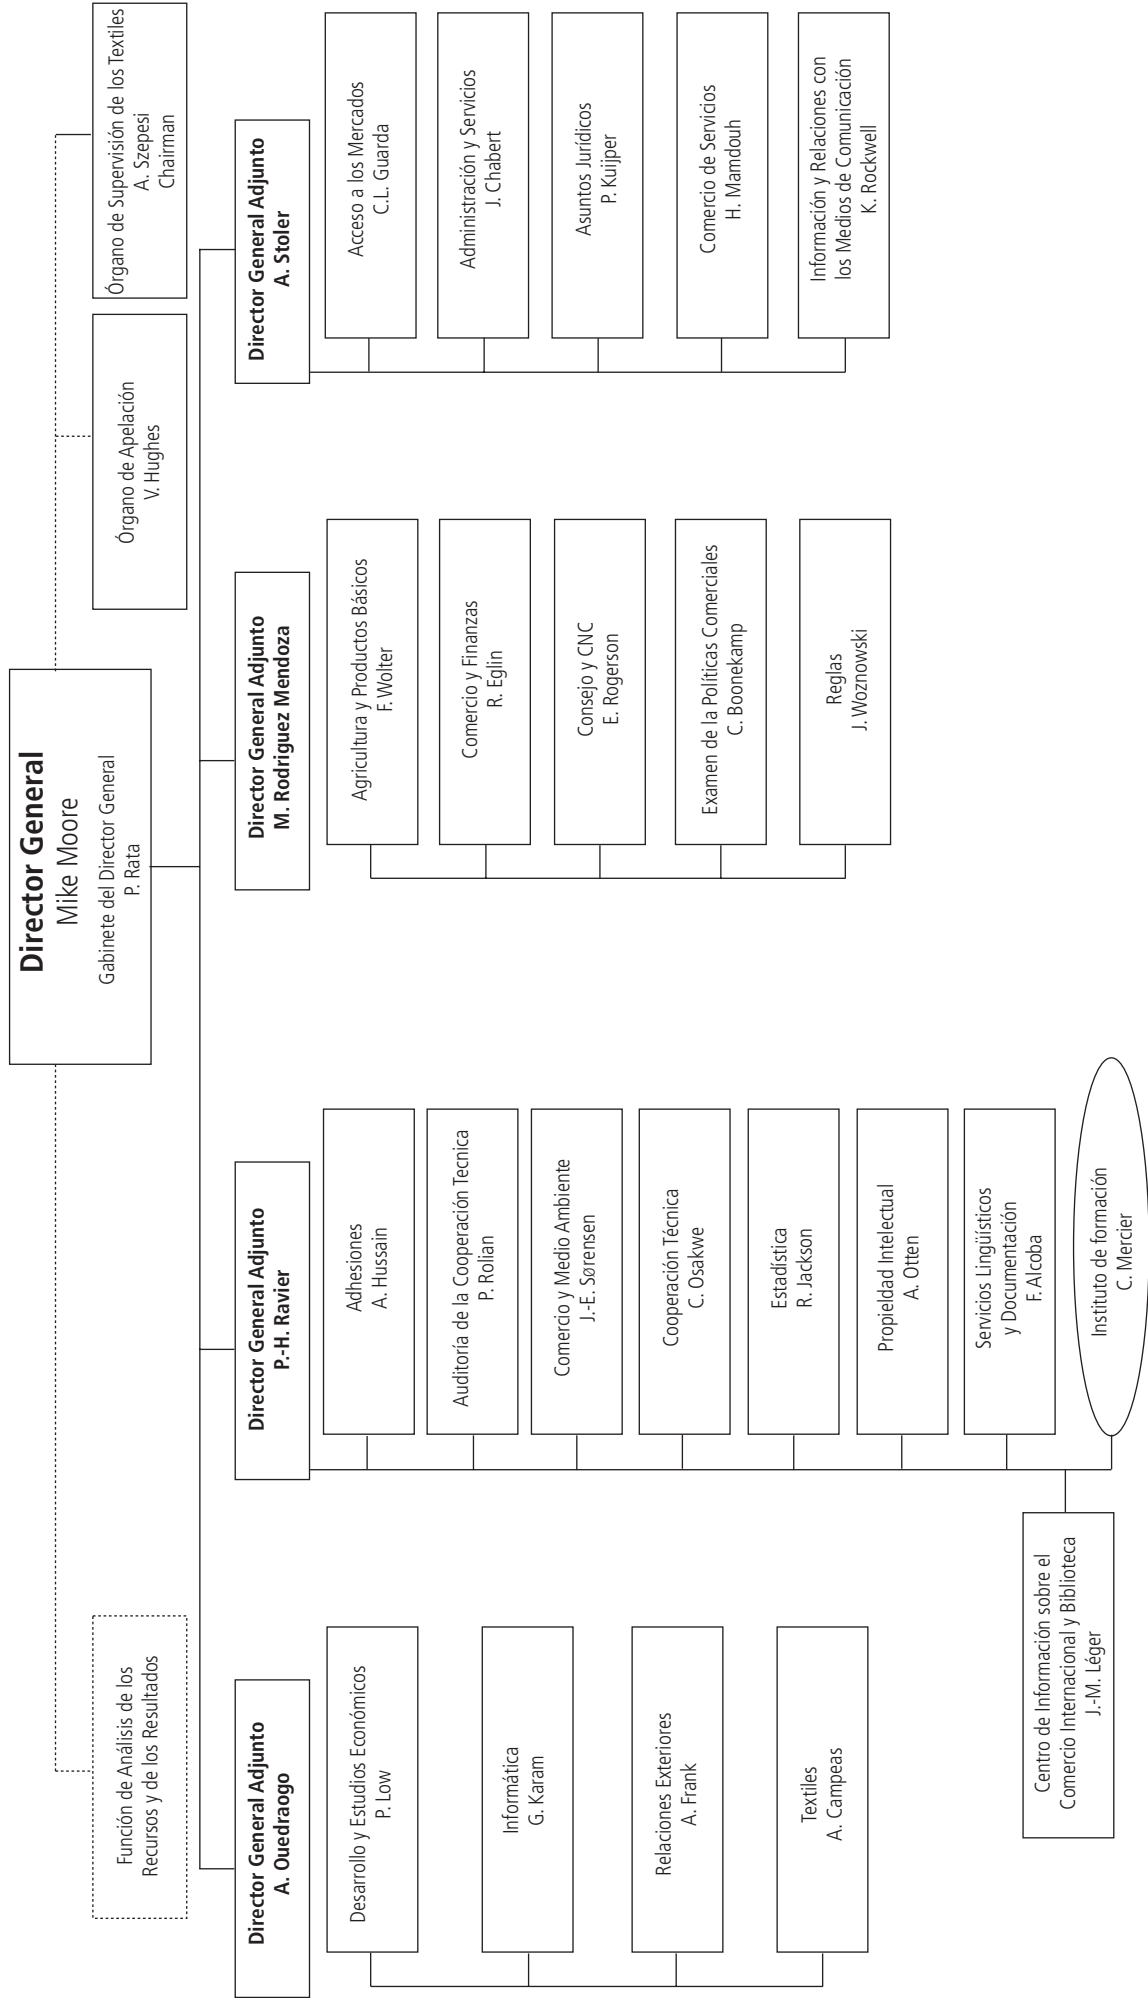 Director General
Mike Moore
Gabinete del Director General
P. Rata
Función de Análisis de los
Recursos y de los Resultados
Órgano de Apelación
V. Hughes
Órgano de Supervisión de los Textiles
A. Szepesi
Chairman
Director General Adjunto
A. Ouedraogo
Desarrollo y Estudios Económicos
P. Low
Informática
G. Karam
Relaciones Exteriores
A. Frank
Textiles
A. Campeas
Director General Adjunto
P.-H. Ravier
Adhesiones
A. Hussain
Auditoría de la Cooperación Tecnica
P. Rolian
Comercio y Medio Ambiente
J.-E. Sørensen
Cooperación Técnica
C. Osakwe
Estadística
R. Jackson
Propieldad Intelectual
A. Otten
Servicios Lingüísticos
y Documentación
F. Alcoba
Centro de Información sobre el
Comercio Internacional y Biblioteca
J.-M. Léger
Instituto de formación
C. Mercier
Director General Adjunto
M. Rodriguez Mendoza
Agricultura y Productos Básicos
F. Wolter
Comercio y Finanzas
R. Eglin
Consejo y CNC
E. Rogerson
Examen de la Políticas Comerciales
C. Boonekamp
Reglas
J. Woznowski
Director General Adjunto
A. Stoler
Acceso a los Mercados
C.L. Guarda
Administración y Servicios
J. Chabert
Asuntos Jurídicos
P. Kuijper
Comercio de Servicios
H. Mamdouh
Información y Relaciones con
los Medios de Comunicación
K. Rockwell